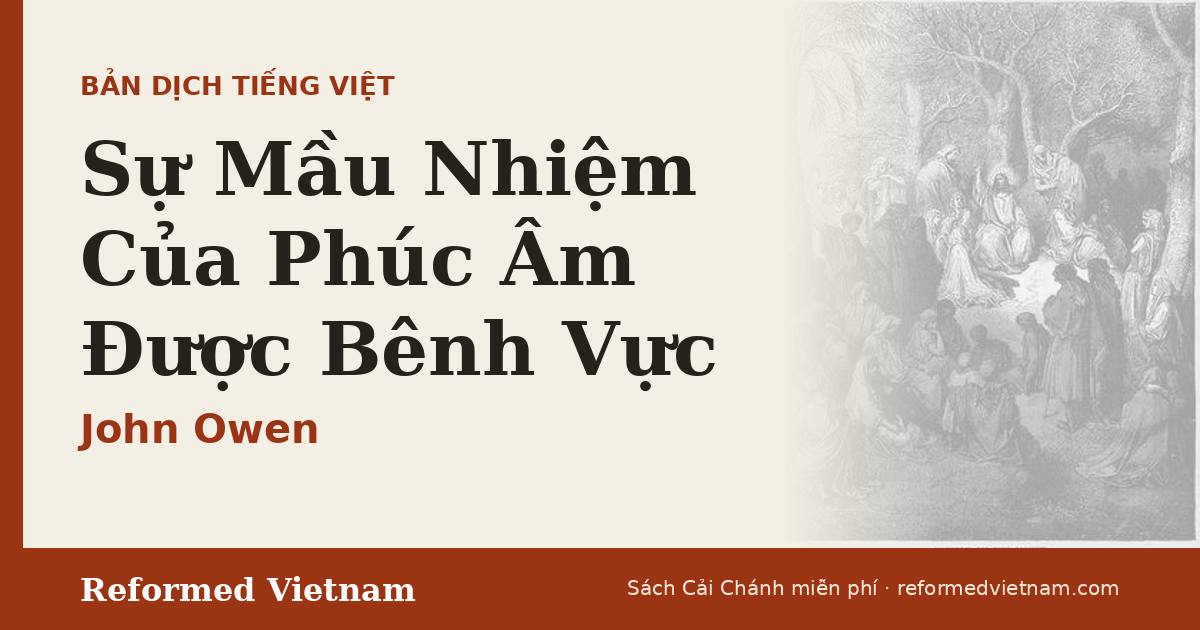 BẢN DỊCH TIẾNG VIỆT
Sự Mầu Nhiệm
Của Phúc Âm
Được Bênh Vực
John Owen
Reformed Vietnam
Sách Cải Chánh miễn phí · reformedvietnam.com